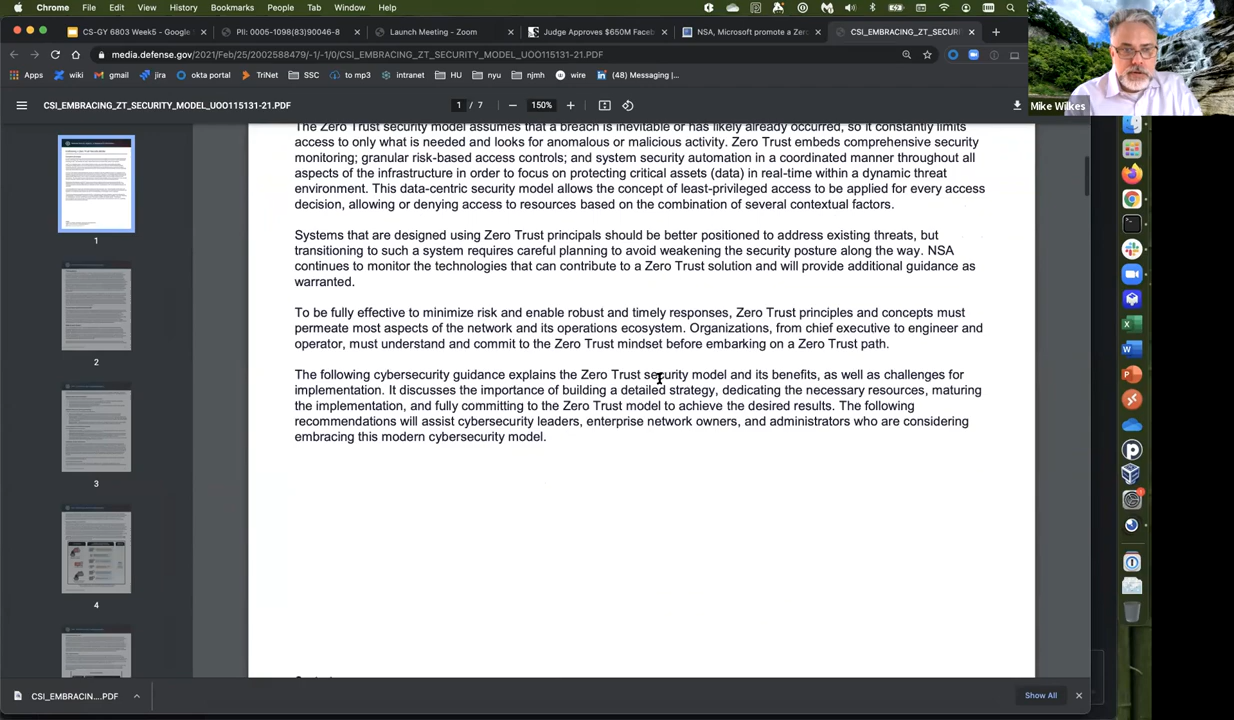 Chrome File Edit View History Bookmarks People Tab Window Help
CS-GY 6803 Week5 - Google
PII: 0005-1098(83)90046-8
Launch Meeting - Zoom
Judge Approves $650M Faceb
NSA, Microsoft promote a Zero
CSI_EMBRACING_ZT_SECURI
media.defense.gov/2021/Feb/25/2002588479/-1/-1/0/CSI_EMBRACING_ZT_SECURITY_MODEL_UOO115131-21.PDF
Apps wiki gmail jira okta portal TriNet SSC to mp3 intranet HU nyu njmh wire (48) Messaging |...
Mike Wilkes
CSI_EMBRACING_ZT_SECURITY_MODEL_UOO115131-21.PDF
1 / 7
150%
The Zero Trust security model assumes that a breach is inevitable or has likely already occurred, so it constantly limits
access to only what is needed and looks for anomalous or malicious activity. Zero Trust embeds comprehensive security
monitoring; granular risk-based access controls; and system security automation in a coordinated manner throughout all
aspects of the infrastructure in order to focus on protecting critical assets (data) in real-time within a dynamic threat
environment. This data-centric security model allows the concept of least-privileged access to be applied for every access
decision, allowing or denying access to resources based on the combination of several contextual factors.
Systems that are designed using Zero Trust principals should be better positioned to address existing threats, but
transitioning to such a system requires careful planning to avoid weakening the security posture along the way. NSA
continues to monitor the technologies that can contribute to a Zero Trust solution and will provide additional guidance as
warranted.
To be fully effective to minimize risk and enable robust and timely responses, Zero Trust principles and concepts must
permeate most aspects of the network and its operations ecosystem. Organizations, from chief executive to engineer and
operator, must understand and commit to the Zero Trust mindset before embarking on a Zero Trust path.
The following cybersecurity guidance explains the Zero Trust security model and its benefits, as well as challenges for
implementation. It discusses the importance of building a detailed strategy, dedicating the necessary resources, maturing
the implementation, and fully committing to the Zero Trust model to achieve the desired results. The following
recommendations will assist cybersecurity leaders, enterprise network owners, and administrators who are considering
embracing this modern cybersecurity model.
1
2
3
4
CSI_EMBRACIN....PDF
Show All